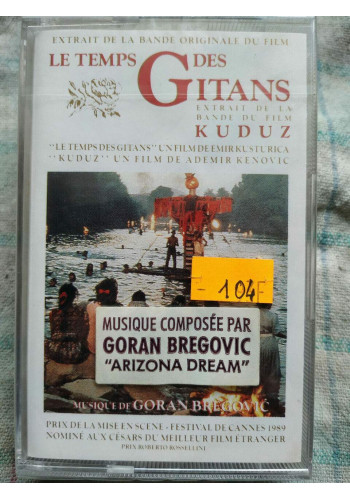 EXTRAIT DE LA BANDE ORIGINALE DU FILM
LE TEMPS DES
GITANS
EXTRAIT DE LA
BANDE DU FILM
KUDUZ
"LE TEMPS DES GITANS" UN FILM DE EMIR KUSTURICA
"KUDUZ" UN FILM DE ADEMIR KENOVIC
104F
MUSIQUE COMPOSÉE PAR
GORAN BREGOVIC
"ARIZONA DREAM"
MUSIQUE DE GORAN BREGOVIC
PRIX DE LA MISE EN SCENE - FESTIVAL DE CANNES 1989
NOMINÉ AUX CÉSARS DU MEILLEUR FILM ÉTRANGER
PRIX ROBERTO ROSSELLINI